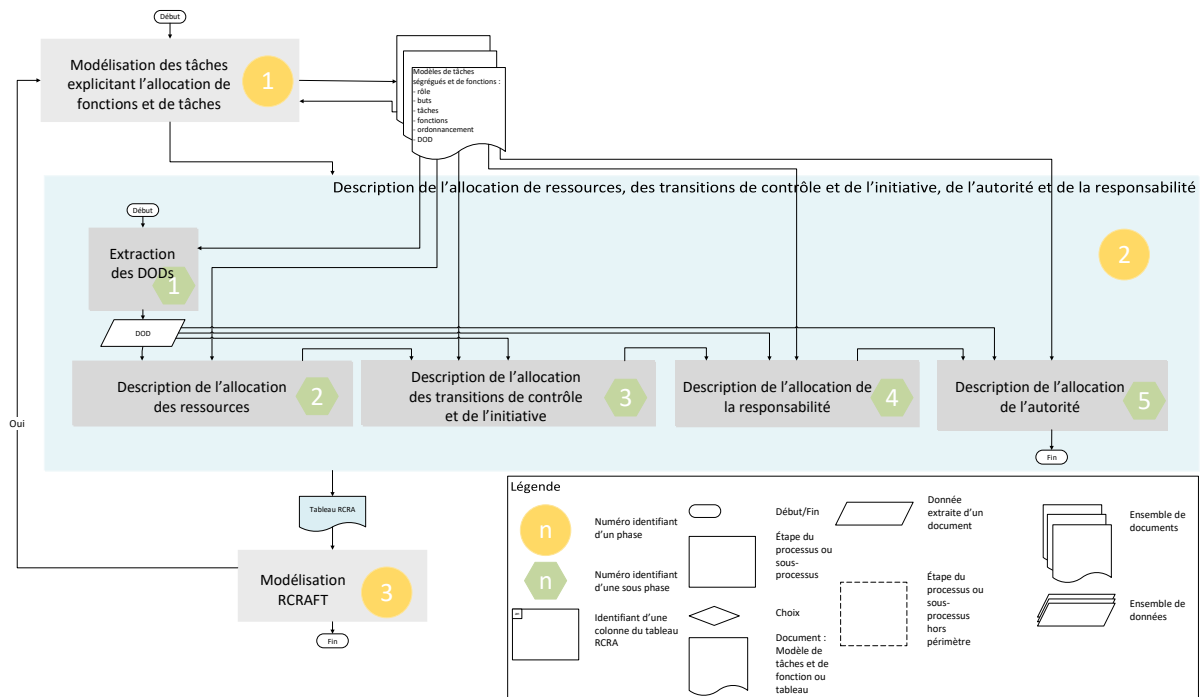 Début
Modélisation des tâches
explicitant l'allocation de
fonctions et de tâches
1
Modèles de tâches
ségrégués et de fonctions :
- rôle
- buts
- tâches
- fonctions
- ordonnancement
- DOD
Description de l'allocation de ressources, des transitions de contrôle et de l'initiative, de l'autorité et de la responsabilité
Début
Extraction
des DODs
1
2
DOD
Description de l'allocation
des ressources
2
Description de l'allocation
des transitions de contrôle
et de l'initiative
3
Description de l'allocation de
la responsabilité
4
Description de l'allocation
de l'autorité
5
Oui
Fin
Tableau RCRA
Modélisation
RCRAFT
3
Fin
Légende
n
Numéro identifiant
d'un phase
n
Numéro identifiant
d'une sous phase
Identifiant d'une
colonne du tableau
RCRA
Début/Fin
Étape du
processus ou
sous-
processus
Choix
Document :
Modèle de
tâches et de
fonction ou
tableau
Donnée
extraite d'un
document
Étape du
processus ou
sous-
processus
hors
périmètre
Ensemble de
documents
Ensemble de
données